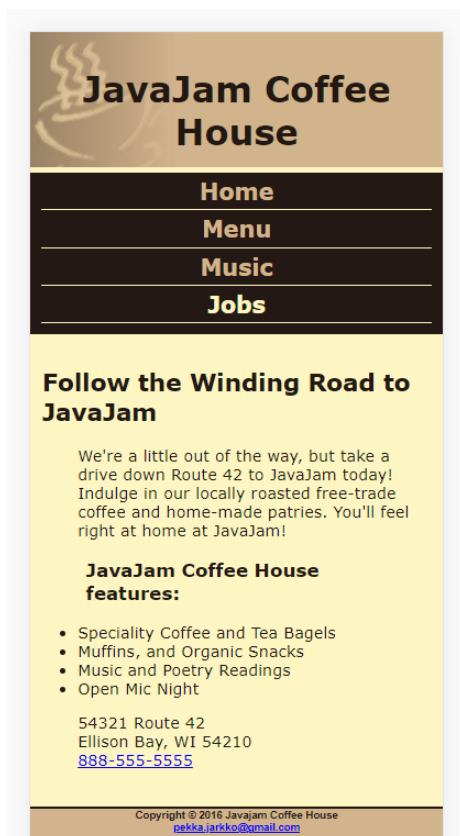 JavaJam Coffee
House
Home
Menu
Music
Jobs
Follow the Winding Road to
JavaJam
We're a little out of the way, but take a
drive down Route 42 to JavaJam today!
Indulge in our locally roasted free-trade
coffee and home-made patries. You'll feel
right at home at JavaJam!
JavaJam Coffee House
features:
• Speciality Coffee and Tea Bagels
• Muffins, and Organic Snacks
• Music and Poetry Readings
• Open Mic Night
54321 Route 42
Ellison Bay, WI 54210
888-555-5555
Copyright © 2016 Javajam Coffee House
pekka.jarkko@gmail.com